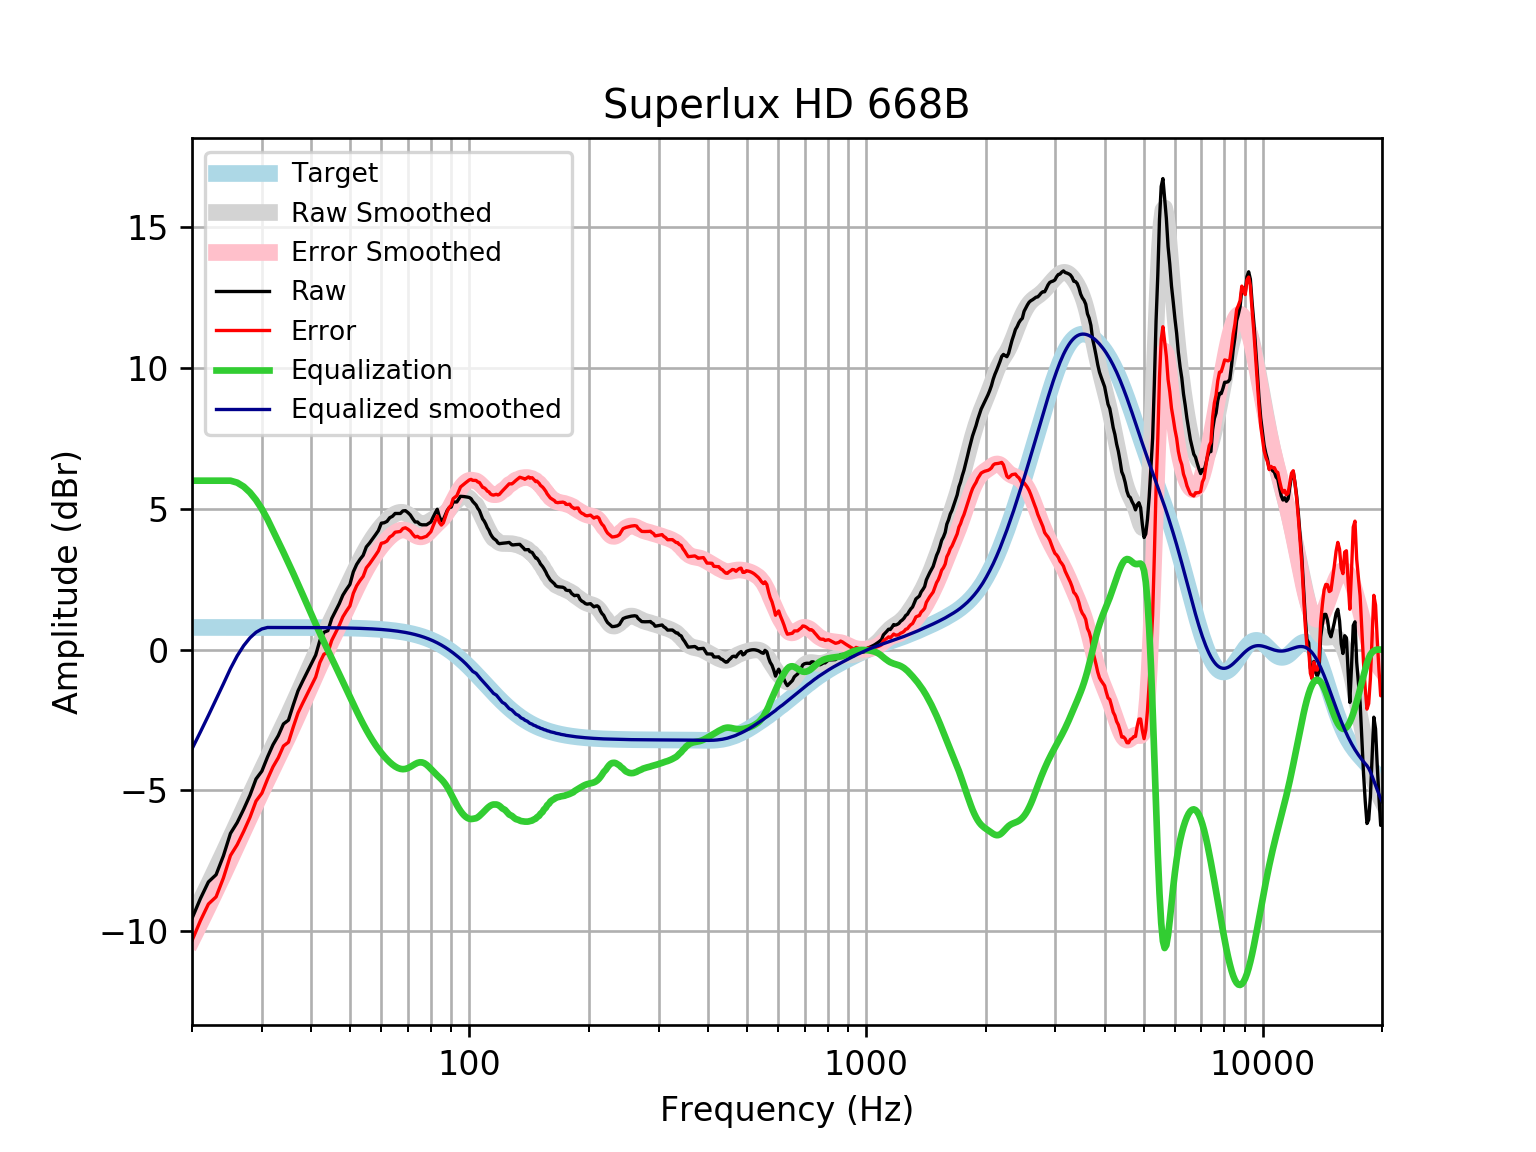 Superlux HD 668B
Target
Raw Smoothed
Error Smoothed
Raw
Error
Equalization
Equalized smoothed
Amplitude (dBr)
15
10
5
0
−5
−10
100
1000
10000
Frequency (Hz)